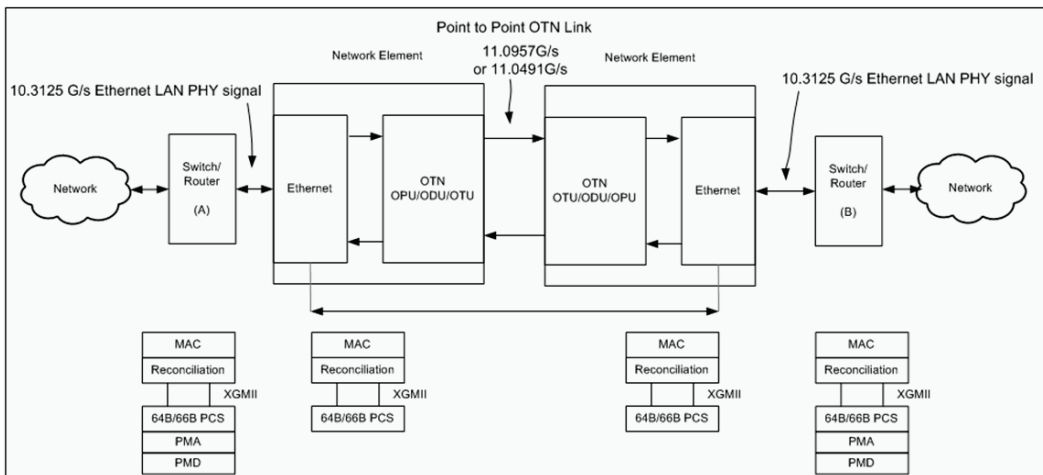 Point to Point OTN Link
Network Element
11.0957G/s
or 11.0491G/s
Network Element
10.3125 G/s Ethernet LAN PHY signal
10.3125 G/s Ethernet LAN PHY signal
Network
Switch/
Router
(A)
Ethernet
OTN
OPU/ODU/OTU
OTN
OTU/ODU/OPU
Ethernet
Switch/
Router
(B)
Network
MAC
Reconciliation
XGMII
64B/66B PCS
PMA
PMD
MAC
Reconciliation
XGMII
64B/66B PCS
MAC
Reconciliation
XGMII
64B/66B PCS
MAC
Reconciliation
XGMII
64B/66B PCS
PMA
PMD